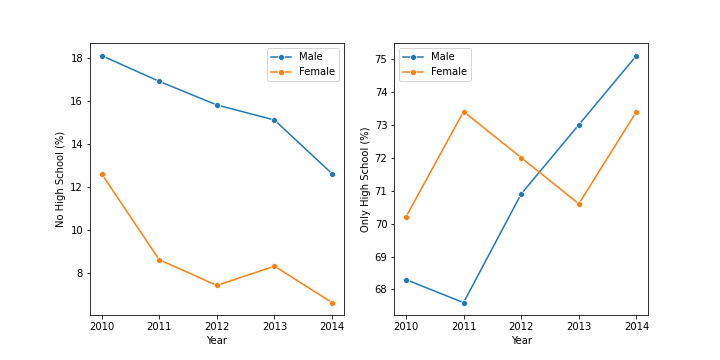 No High School (%)
18
16
14
12
10
8
Male
Female
2010 2011 2012 2013 2014
Year
Only High School (%)
75
74
73
72
71
70
69
68
Male
Female
2010 2011 2012 2013 2014
Year